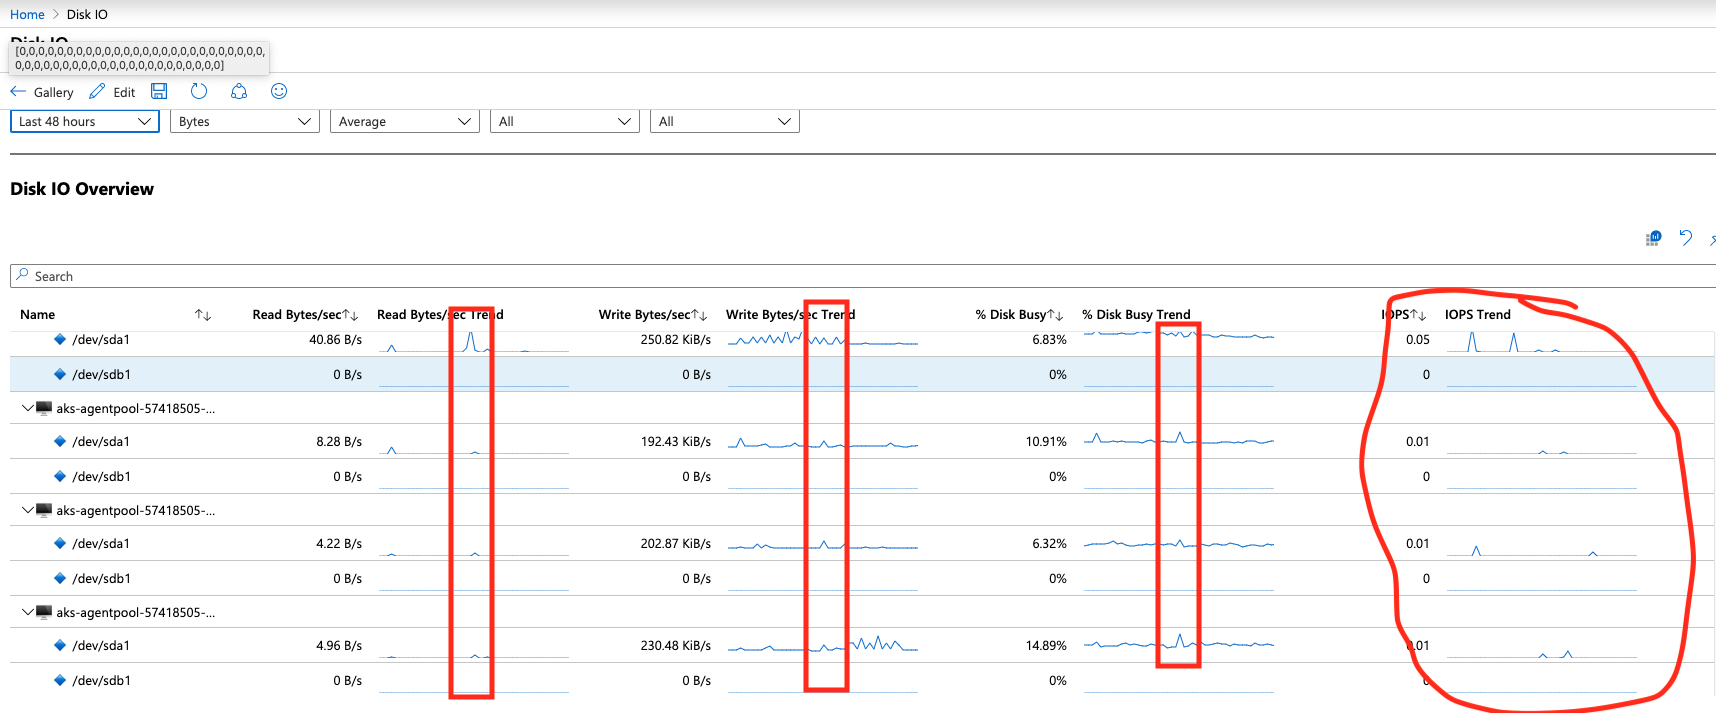 Home > Disk IO
Disk IO
[0,0,0,0,0,0,0,0,0,0,0,0,0,0,0,0,0,0,0,0,0,0,0,0,0,0,
0,0,0,0,0,0,0,0,0,0,0,0,0,0,0,0,0,0,0,0,0,0]
Gallery Edit
Last 48 hours Bytes Average All All
Disk IO Overview
Search
Name Read Bytes/sec Read Bytes/sec Trend Write Bytes/sec Write Bytes/sec Trend % Disk Busy % Disk Busy Trend IOPS IOPS Trend
/dev/sda1 40.86 B/s 250.82 KiB/s 6.83% 0.05
/dev/sdb1 0 B/s 0 B/s 0% 0
aks-agentpool-57418505-...
/dev/sda1 8.28 B/s 192.43 KiB/s 10.91% 0.01
/dev/sdb1 0 B/s 0 B/s 0% 0
aks-agentpool-57418505-...
/dev/sda1 4.22 B/s 202.87 KiB/s 6.32% 0.01
/dev/sdb1 0 B/s 0 B/s 0% 0
aks-agentpool-57418505-...
/dev/sda1 4.96 B/s 230.48 KiB/s 14.89% 0.01
/dev/sdb1 0 B/s 0 B/s 0% 0